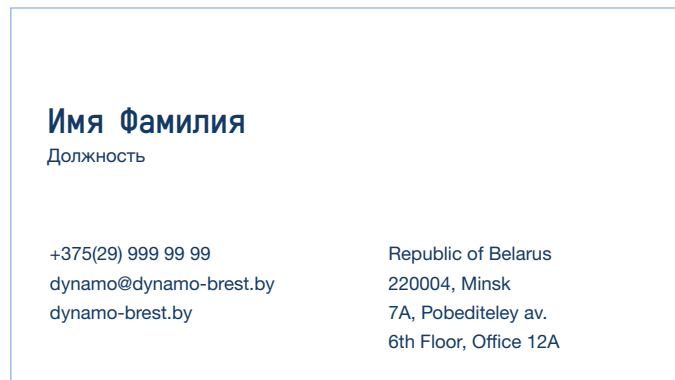 Имя Фамилия
Должность
+375(29) 999 99 99
dynamo@dynamo-brest.by
dynamo-brest.by
Republic of Belarus
220004, Minsk
7A, Pobediteley av.
6th Floor, Office 12A